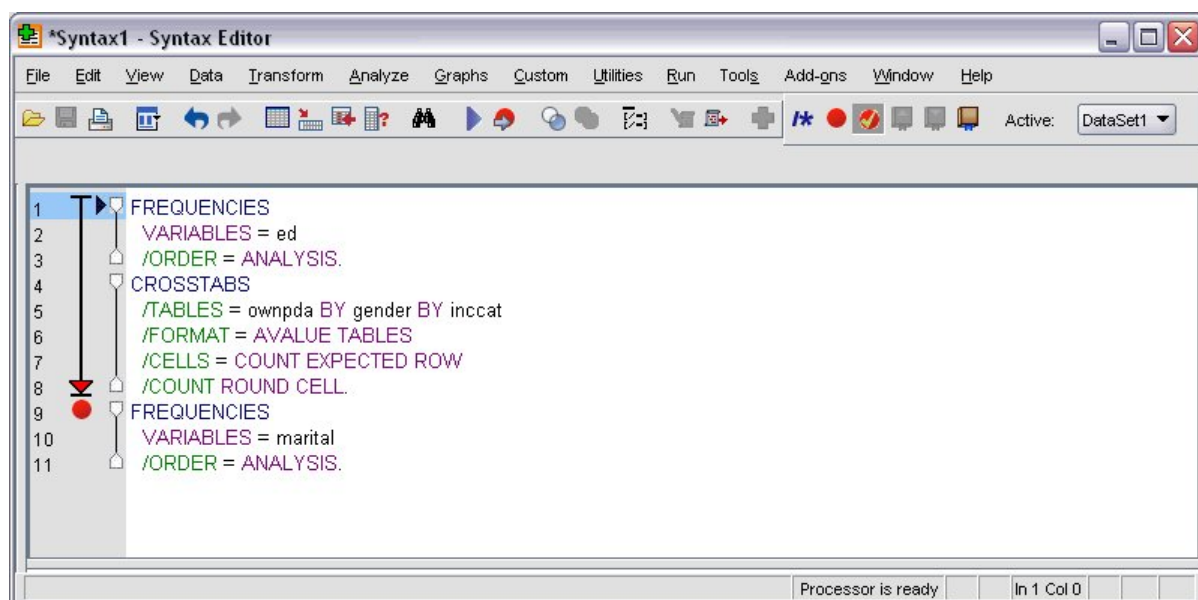 *Syntax1 - Syntax Editor
File Edit View Data Transform Analyze Graphs Custom Utilities Run Tools Add-ons Window Help
Active: DataSet1
1 FREQUENCIES
2 VARIABLES = ed
3 /ORDER = ANALYSIS.
4 CROSSTABS
5 /TABLES = ownpda BY gender BY inccat
6 /FORMAT = AVALUE TABLES
7 /CELLS = COUNT EXPECTED ROW
8 /COUNT ROUND CELL.
9 FREQUENCIES
10 VARIABLES = marital
11 /ORDER = ANALYSIS.
Processor is ready In 1 Col 0